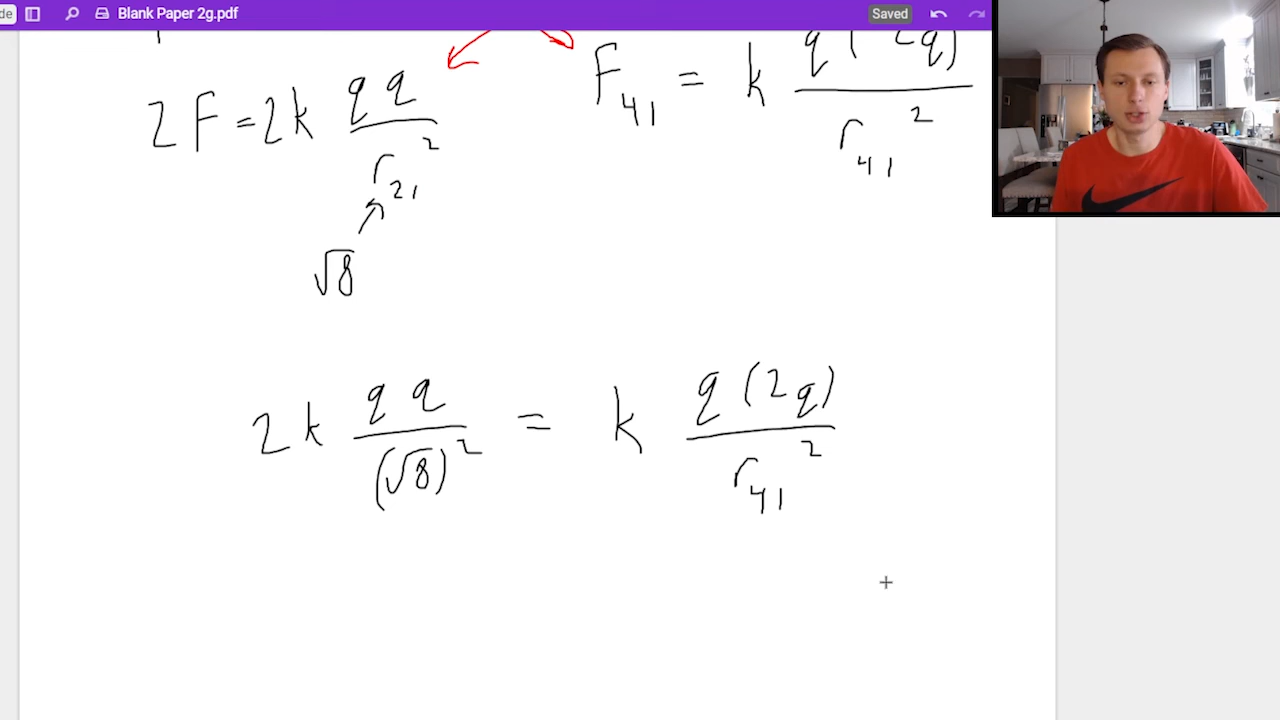 de Blank Paper 2g.pdf Saved
2F = 2k qq / r₂₁²
F₄₁ = k q(2q) / r₄₁²
√8
2k qq / (√8)² = k q(2q) / r₄₁²